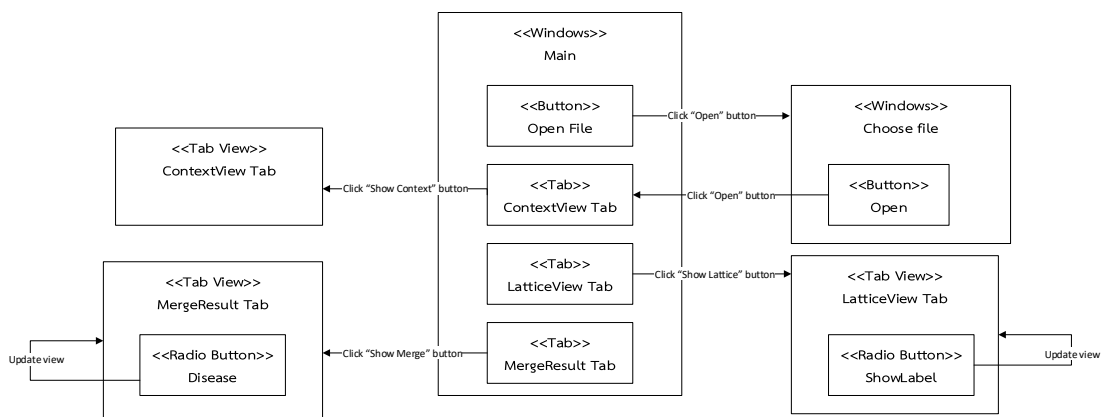 <<Windows>>
Main
<<Button>>
Open File
Click “Open” button
<<Windows>>
Choose file
<<Tab View>>
ContextView Tab
Click “Show Context” button
<<Tab>>
ContextView Tab
Click “Open” button
<<Button>>
Open
<<Tab>>
LatticeView Tab
Click “Show Lattice” button
<<Tab View>>
LatticeView Tab
<<Tab View>>
MergeResult Tab
Update view
<<Radio Button>>
Disease
Click “Show Merge” button
<<Tab>>
MergeResult Tab
<<Radio Button>>
ShowLabel
Update view